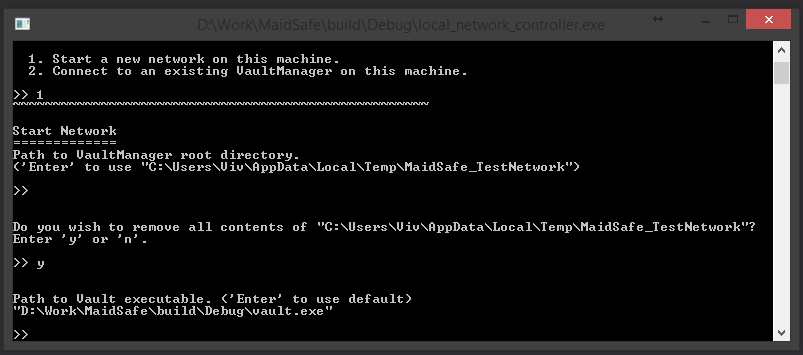 D:\Work\MaidSafe\build\Debug\local_network_controller.exe
1. Start a new network on this machine.
2. Connect to an existing VaultManager on this machine.
>> 1
~~~~~~~~~~~~~~~~~~~~~~~~~~~~~~~~~~~~~~~~~~~~~~~~~~~~
Start Network
=============
Path to VaultManager root directory.
('Enter' to use "C:\Users\Viv\AppData\Local\Temp\MaidSafe_TestNetwork")
>>
Do you wish to remove all contents of "C:\Users\Viv\AppData\Local\Temp\MaidSafe_TestNetwork"?
Enter 'y' or 'n'.
>> y
Path to Vault executable. ('Enter' to use default)
"D:\Work\MaidSafe\build\Debug\vault.exe"
>>